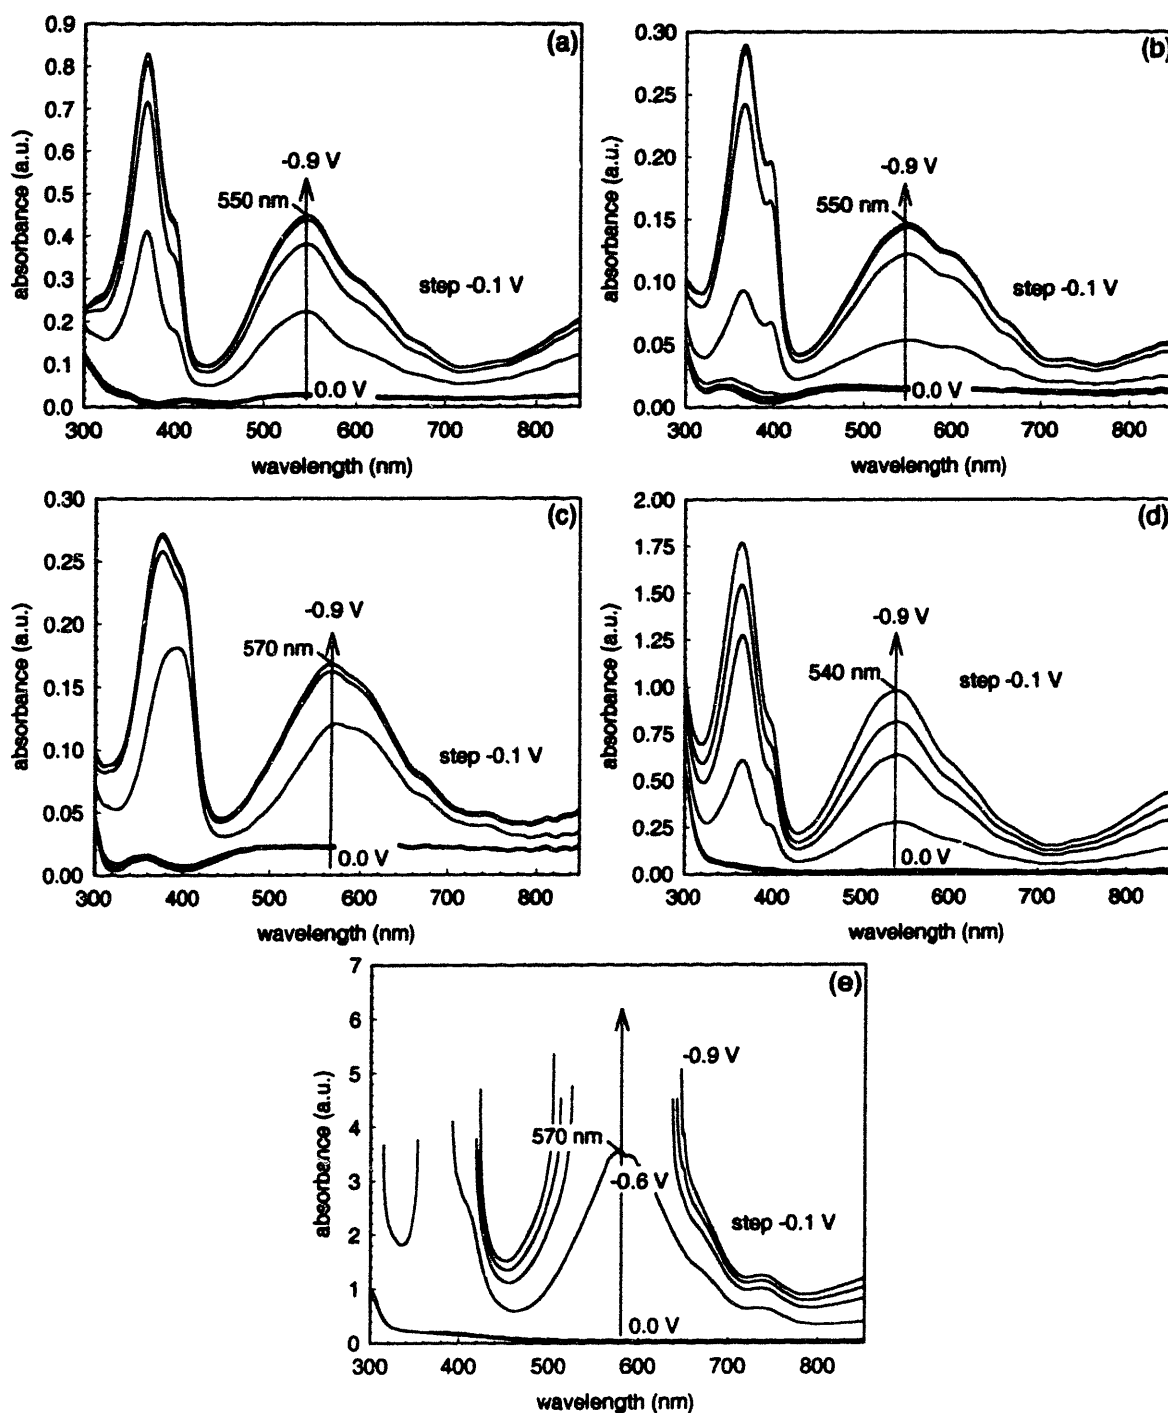 (a)
0.9
0.8
0.7
0.6
0.5
0.4
0.3
0.2
0.1
0.0
absorbance (a.u.)
-0.9 V
550 nm
step -0.1 V
0.0 V
300 400 500 600 700 800
wavelength (nm)
(b)
0.30
0.25
0.20
0.15
0.10
0.05
0.00
absorbance (a.u.)
-0.9 V
550 nm
step -0.1 V
0.0 V
300 400 500 600 700 800
wavelength (nm)
(c)
0.30
0.25
0.20
0.15
0.10
0.05
0.00
absorbance (a.u.)
-0.9 V
570 nm
step -0.1 V
0.0 V
300 400 500 600 700 800
wavelength (nm)
(d)
2.00
1.75
1.50
1.25
1.00
0.75
0.50
0.25
0.00
absorbance (a.u.)
-0.9 V
540 nm
step -0.1 V
0.0 V
300 400 500 600 700 800
wavelength (nm)
(e)
7
6
5
4
3
2
1
0
absorbance (a.u.)
-0.9 V
570 nm
-0.6 V
step -0.1 V
0.0 V
300 400 500 600 700 800
wavelength (nm)